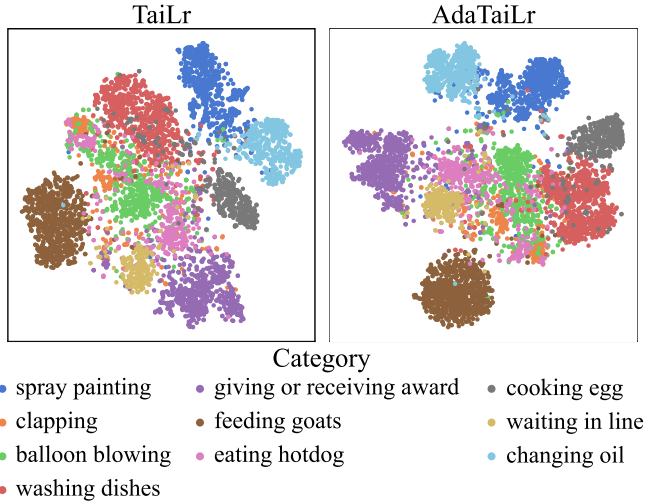 TaiLr AdaTaiLr
Category
spray painting giving or receiving award cooking egg
clapping feeding goats waiting in line
balloon blowing eating hotdog changing oil
washing dishes